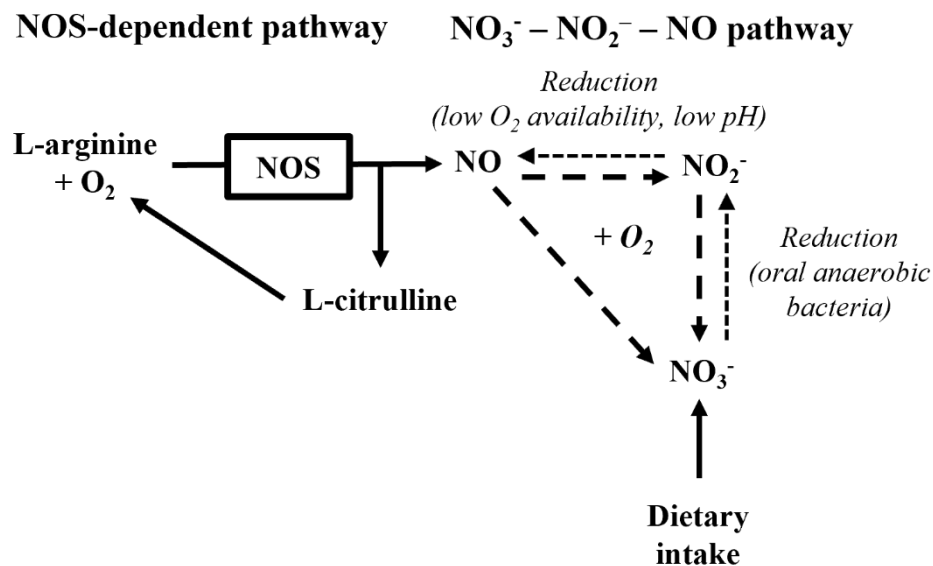 NOS-dependent pathway
NO₃⁻ – NO₂⁻ – NO pathway
Reduction
(low O₂ availability, low pH)
L-arginine
+ O₂
NOS
NO
NO₂⁻
+ O₂
Reduction
(oral anaerobic
bacteria)
L-citrulline
NO₃⁻
Dietary
intake